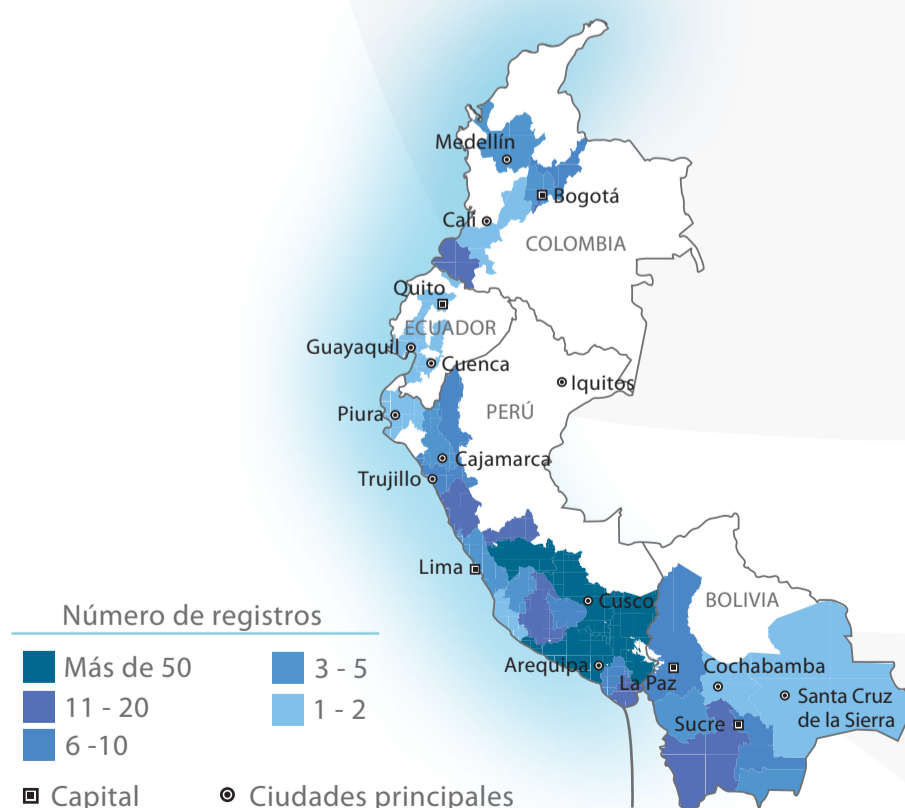 Medellín
Bogotá
Cali
COLOMBIA
Quito
ECUADOR
Guayaquil
Cuenca
Iquitos
Piura
PERÚ
Cajamarca
Trujillo
Lima
Cusco
BOLIVIA
Arequipa
La Paz
Cochabamba
Santa Cruz
de la Sierra
Sucre
Número de registros
Más de 50
3 - 5
11 - 20
1 - 2
6 -10
Capital
Ciudades principales